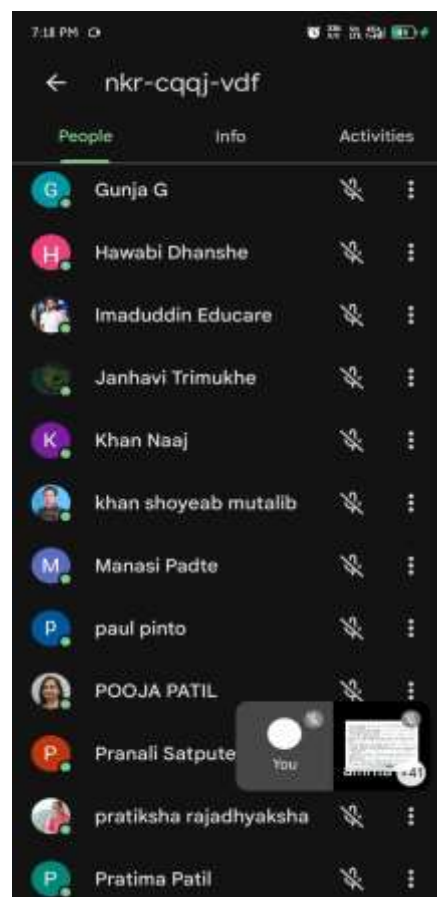 7:18 PM
nkr-cqqj-vdf
People Info Activities
G Gunja G
H Hawabi Dhanshe
Imaduddin Educare
Janhavi Trimukhe
K Khan Naaj
khan shoyeab mutalib
M Manasi Padte
P paul pinto
POOJA PATIL
P Pranali Satpute
You
+41
pratiksha rajadhyaksha
P Pratima Patil